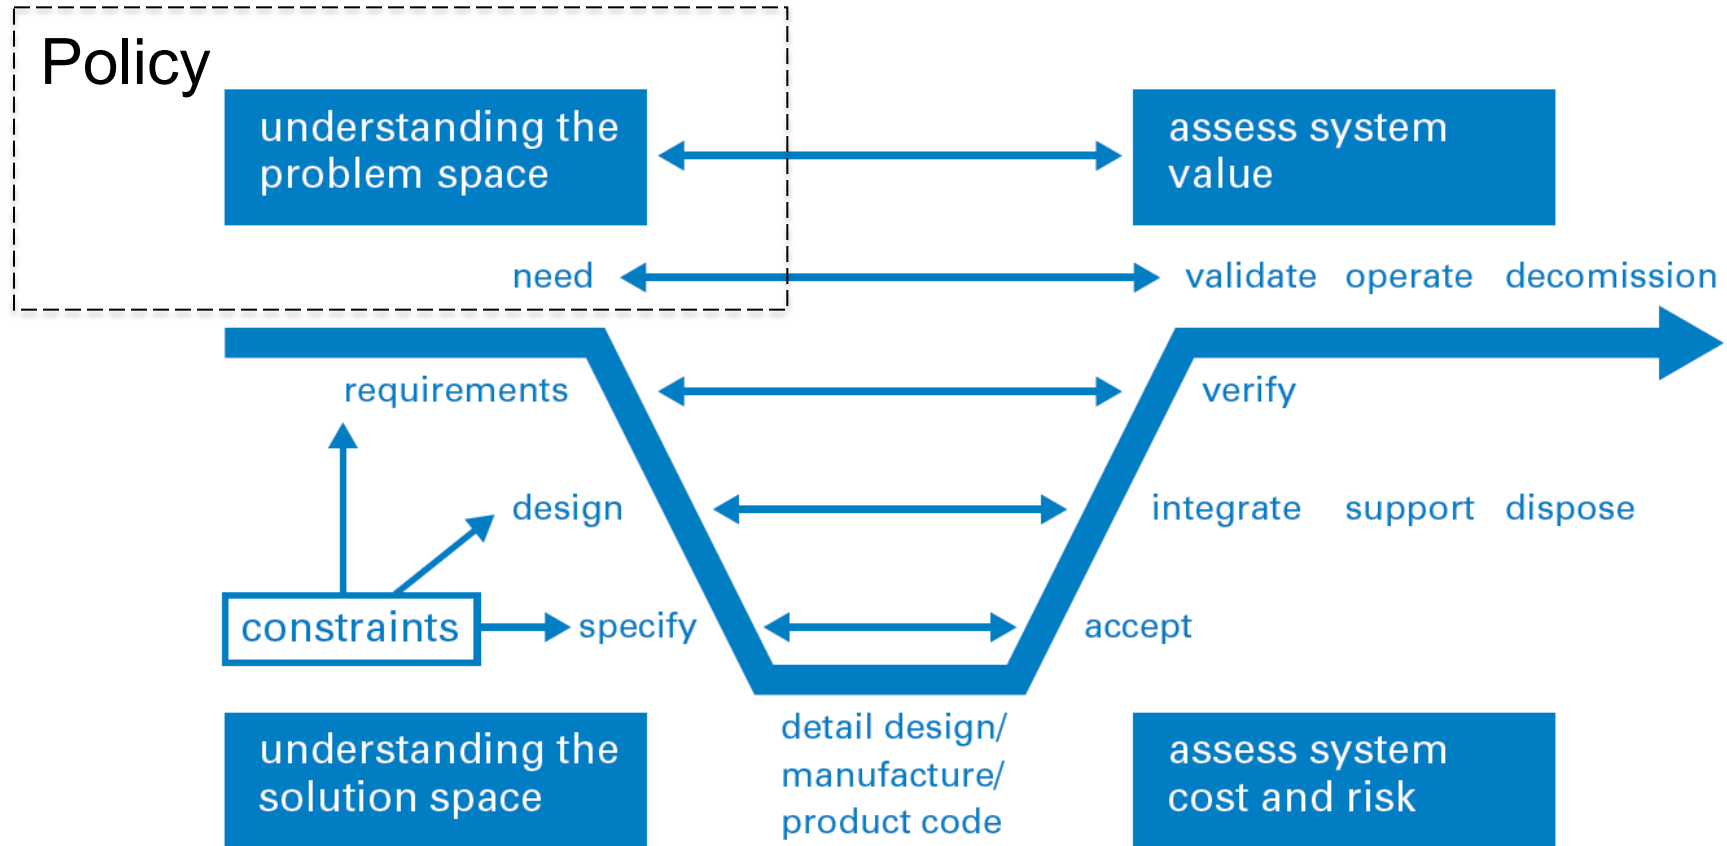 Policy
understanding the
problem space
assess system
value
need
validate operate decomission
requirements
verify
design
integrate support dispose
constraints
specify
accept
understanding the
solution space
detail design/
manufacture/
product code
assess system
cost and risk